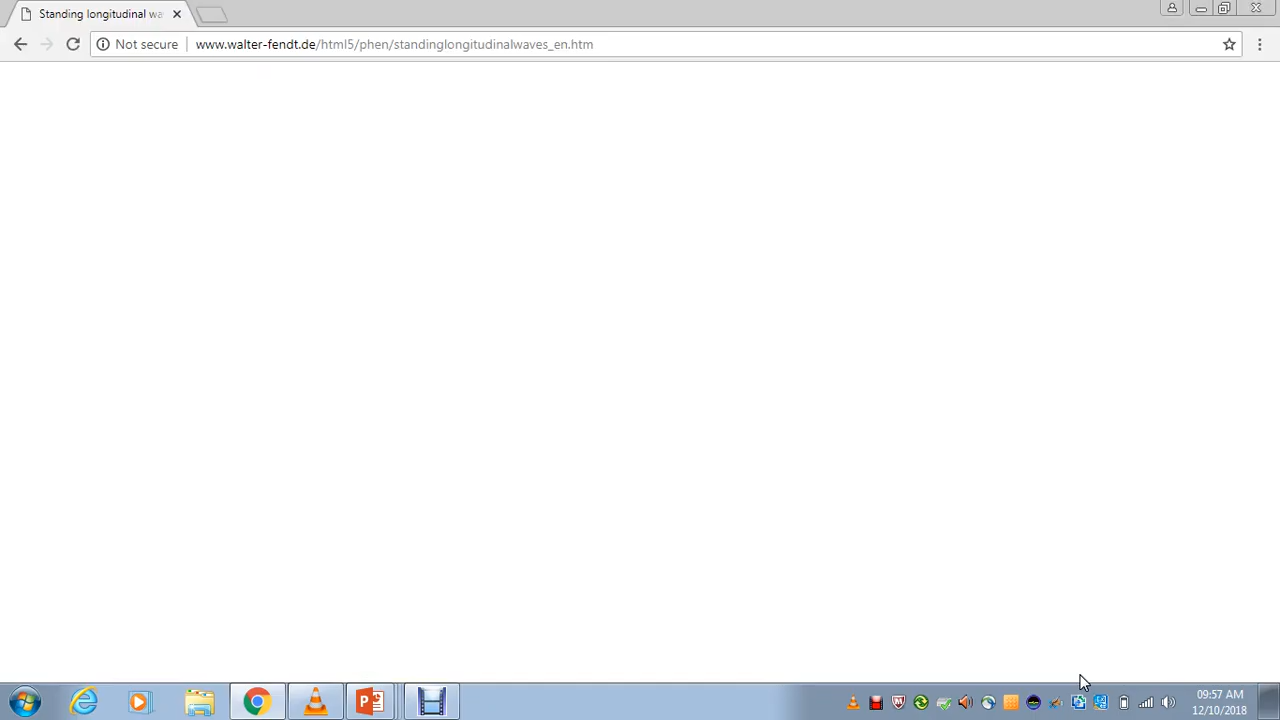 Standing longitudinal wa
Not secure
www.walter-fendt.de/html5/phen/standinglongitudinalwaves_en.htm
09:57 AM
12/10/2018